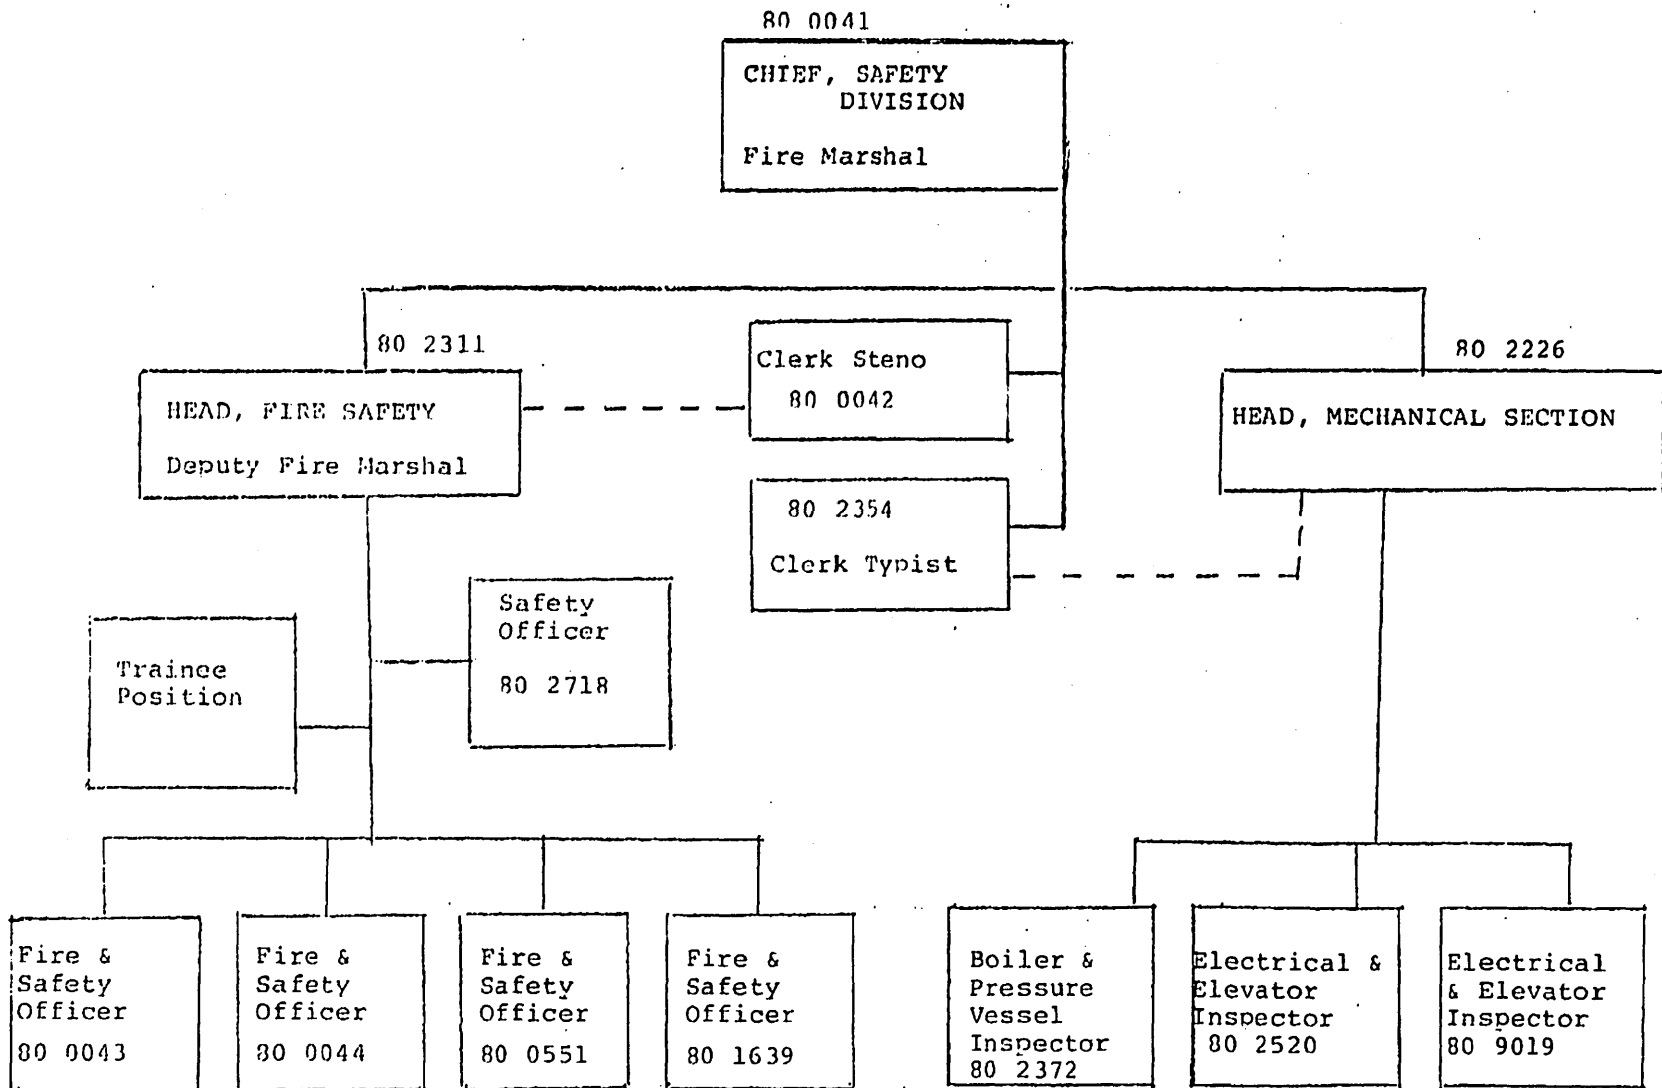 80 0041
CHIEF, SAFETY
DIVISION
Fire Marshal
80 2311
HEAD, FIRE SAFETY
Deputy Fire Marshal
Clerk Steno
80 0042
80 2354
Clerk Typist
80 2226
HEAD, MECHANICAL SECTION
Trainee
Position
Safety
Officer
80 2718
Fire &
Safety
Officer
80 0043
Fire &
Safety
Officer
80 0044
Fire &
Safety
Officer
80 0551
Fire &
Safety
Officer
80 1639
Boiler &
Pressure
Vessel
Inspector
80 2372
Electrical &
Elevator
Inspector
80 2520
Electrical
& Elevator
Inspector
80 9019